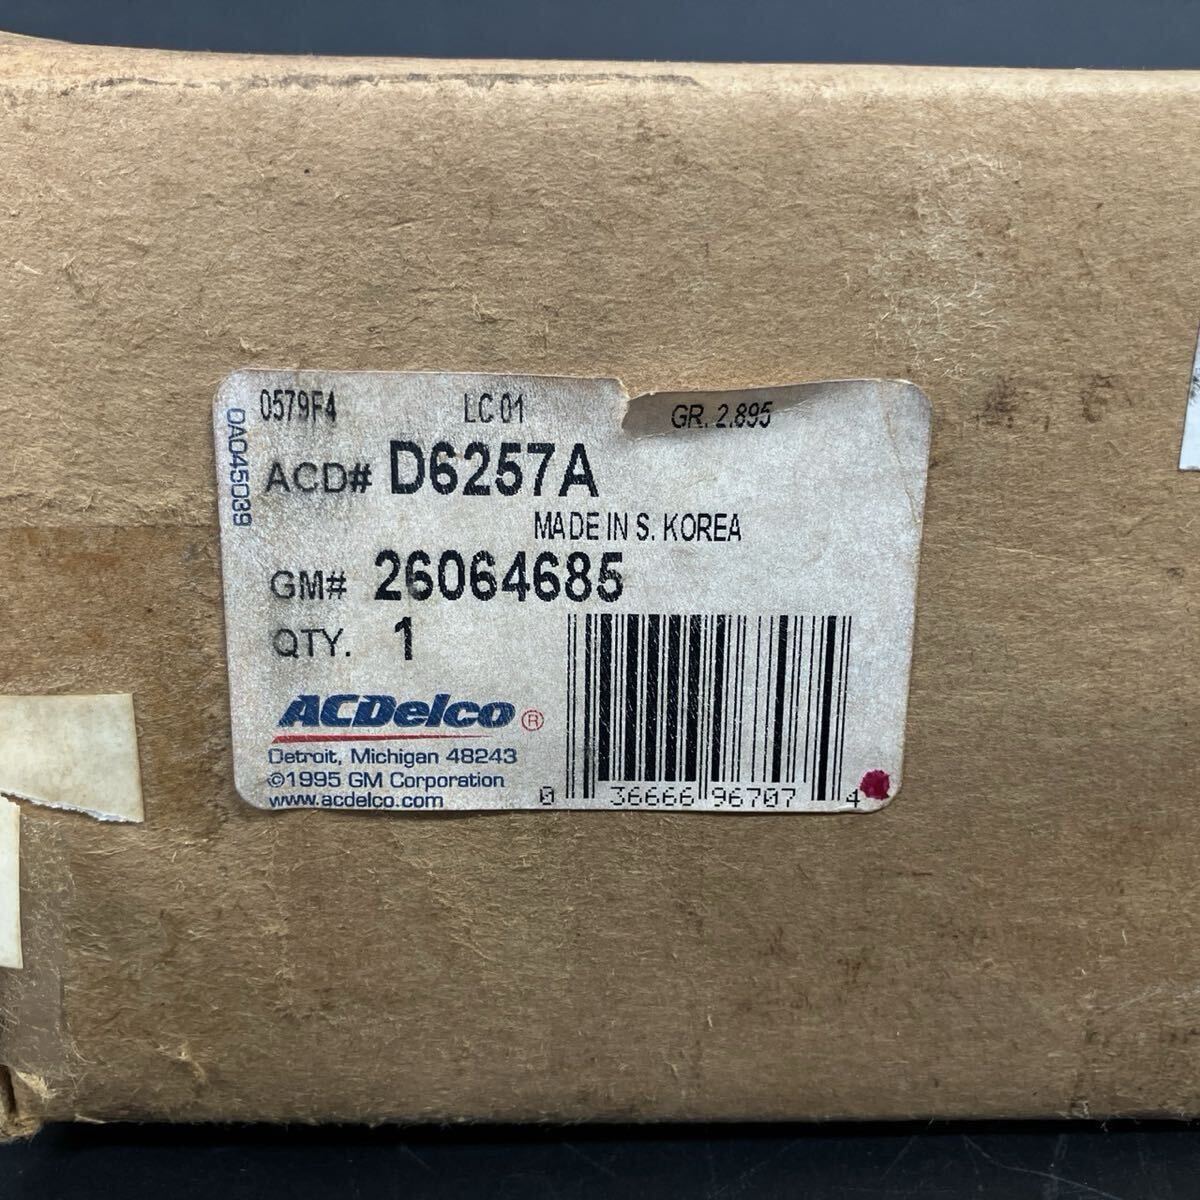 0579F4 LC 01 GR. 2.895
0A045039
ACD# D6257A
MADE IN S. KOREA
GM# 26064685
QTY. 1
ACDelco ®
Detroit, Michigan 48243
©1995 GM Corporation
www.acdelco.com
0 36666 96707 4